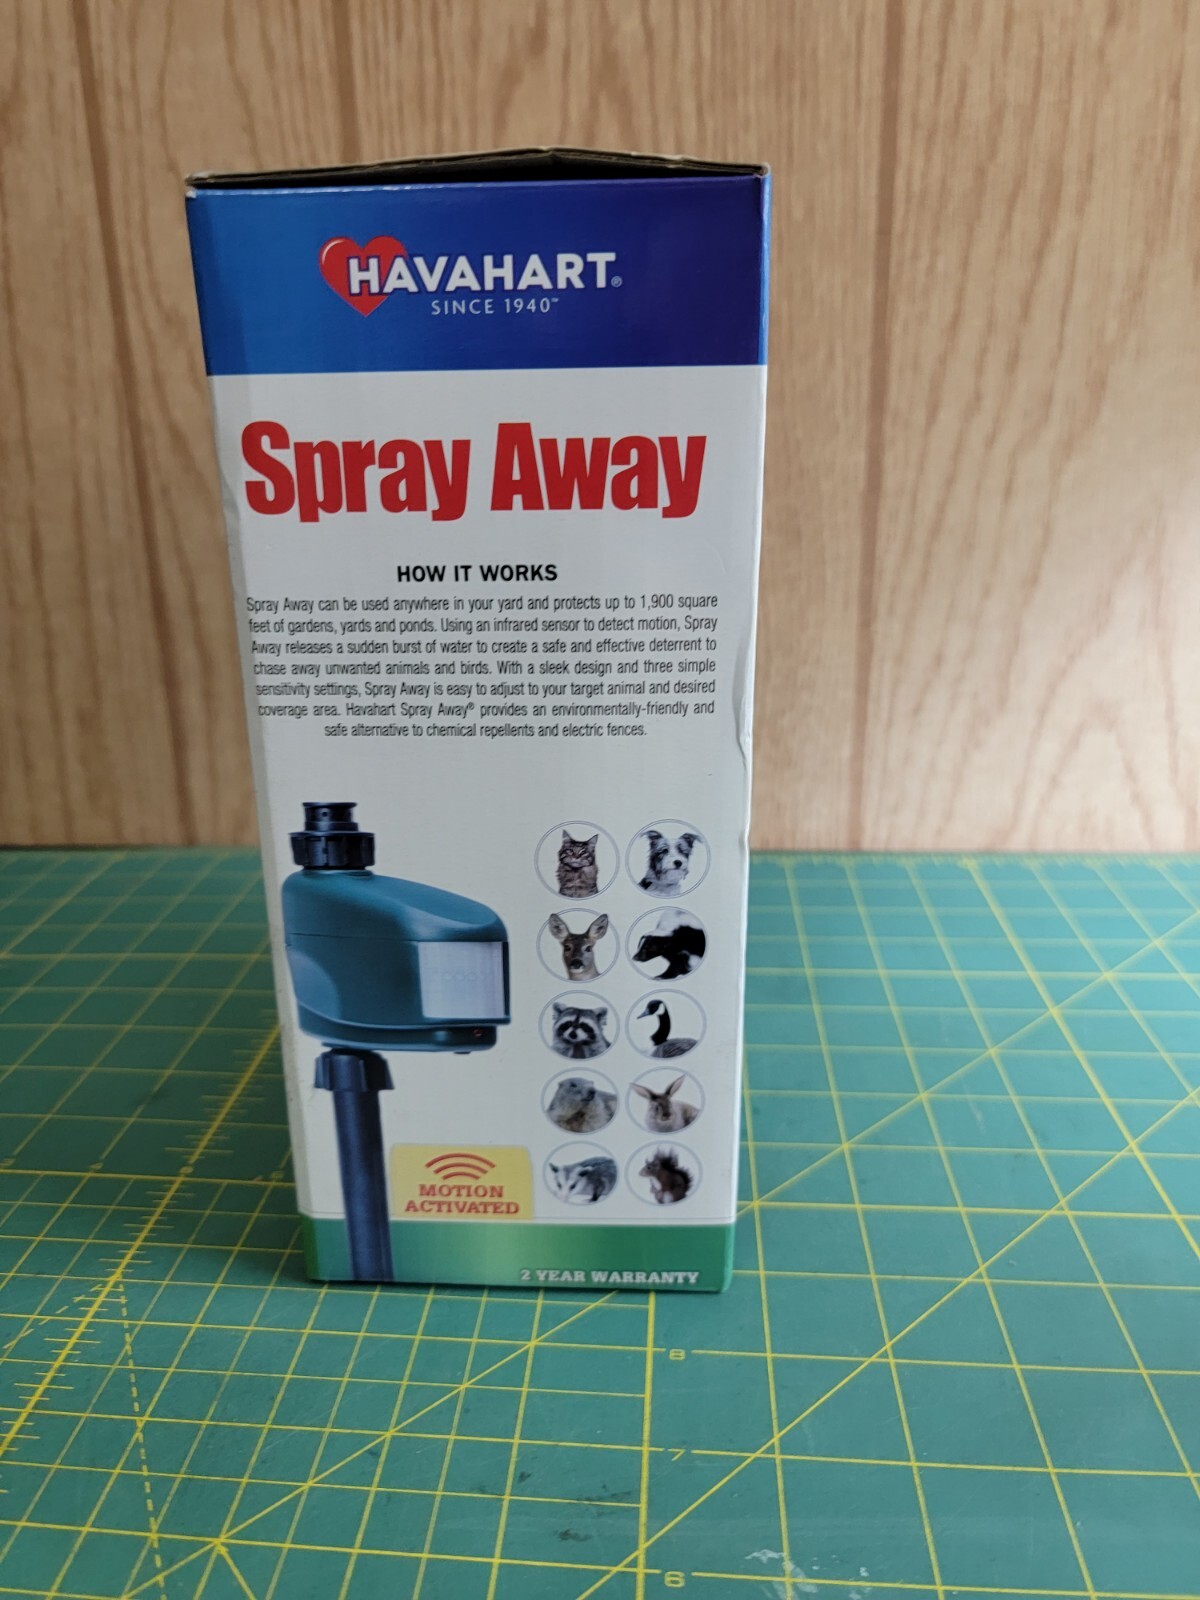 HAVAHART®
SINCE 1940™
Spray Away
HOW IT WORKS
Spray Away can be used anywhere in your yard and protects up to 1,900 square
feet of gardens, yards and ponds. Using an infrared sensor to detect motion, Spray
Away releases a sudden burst of water to create a safe and effective deterrent to
chase away unwanted animals and birds. With a sleek design and three simple
sensitivity settings, Spray Away is easy to adjust to your target animal and desired
coverage area. Havahart Spray Away® provides an environmentally-friendly and
safe alternative to chemical repellents and electric fences.
MOTION
ACTIVATED
2 YEAR WARRANTY
8
7
6